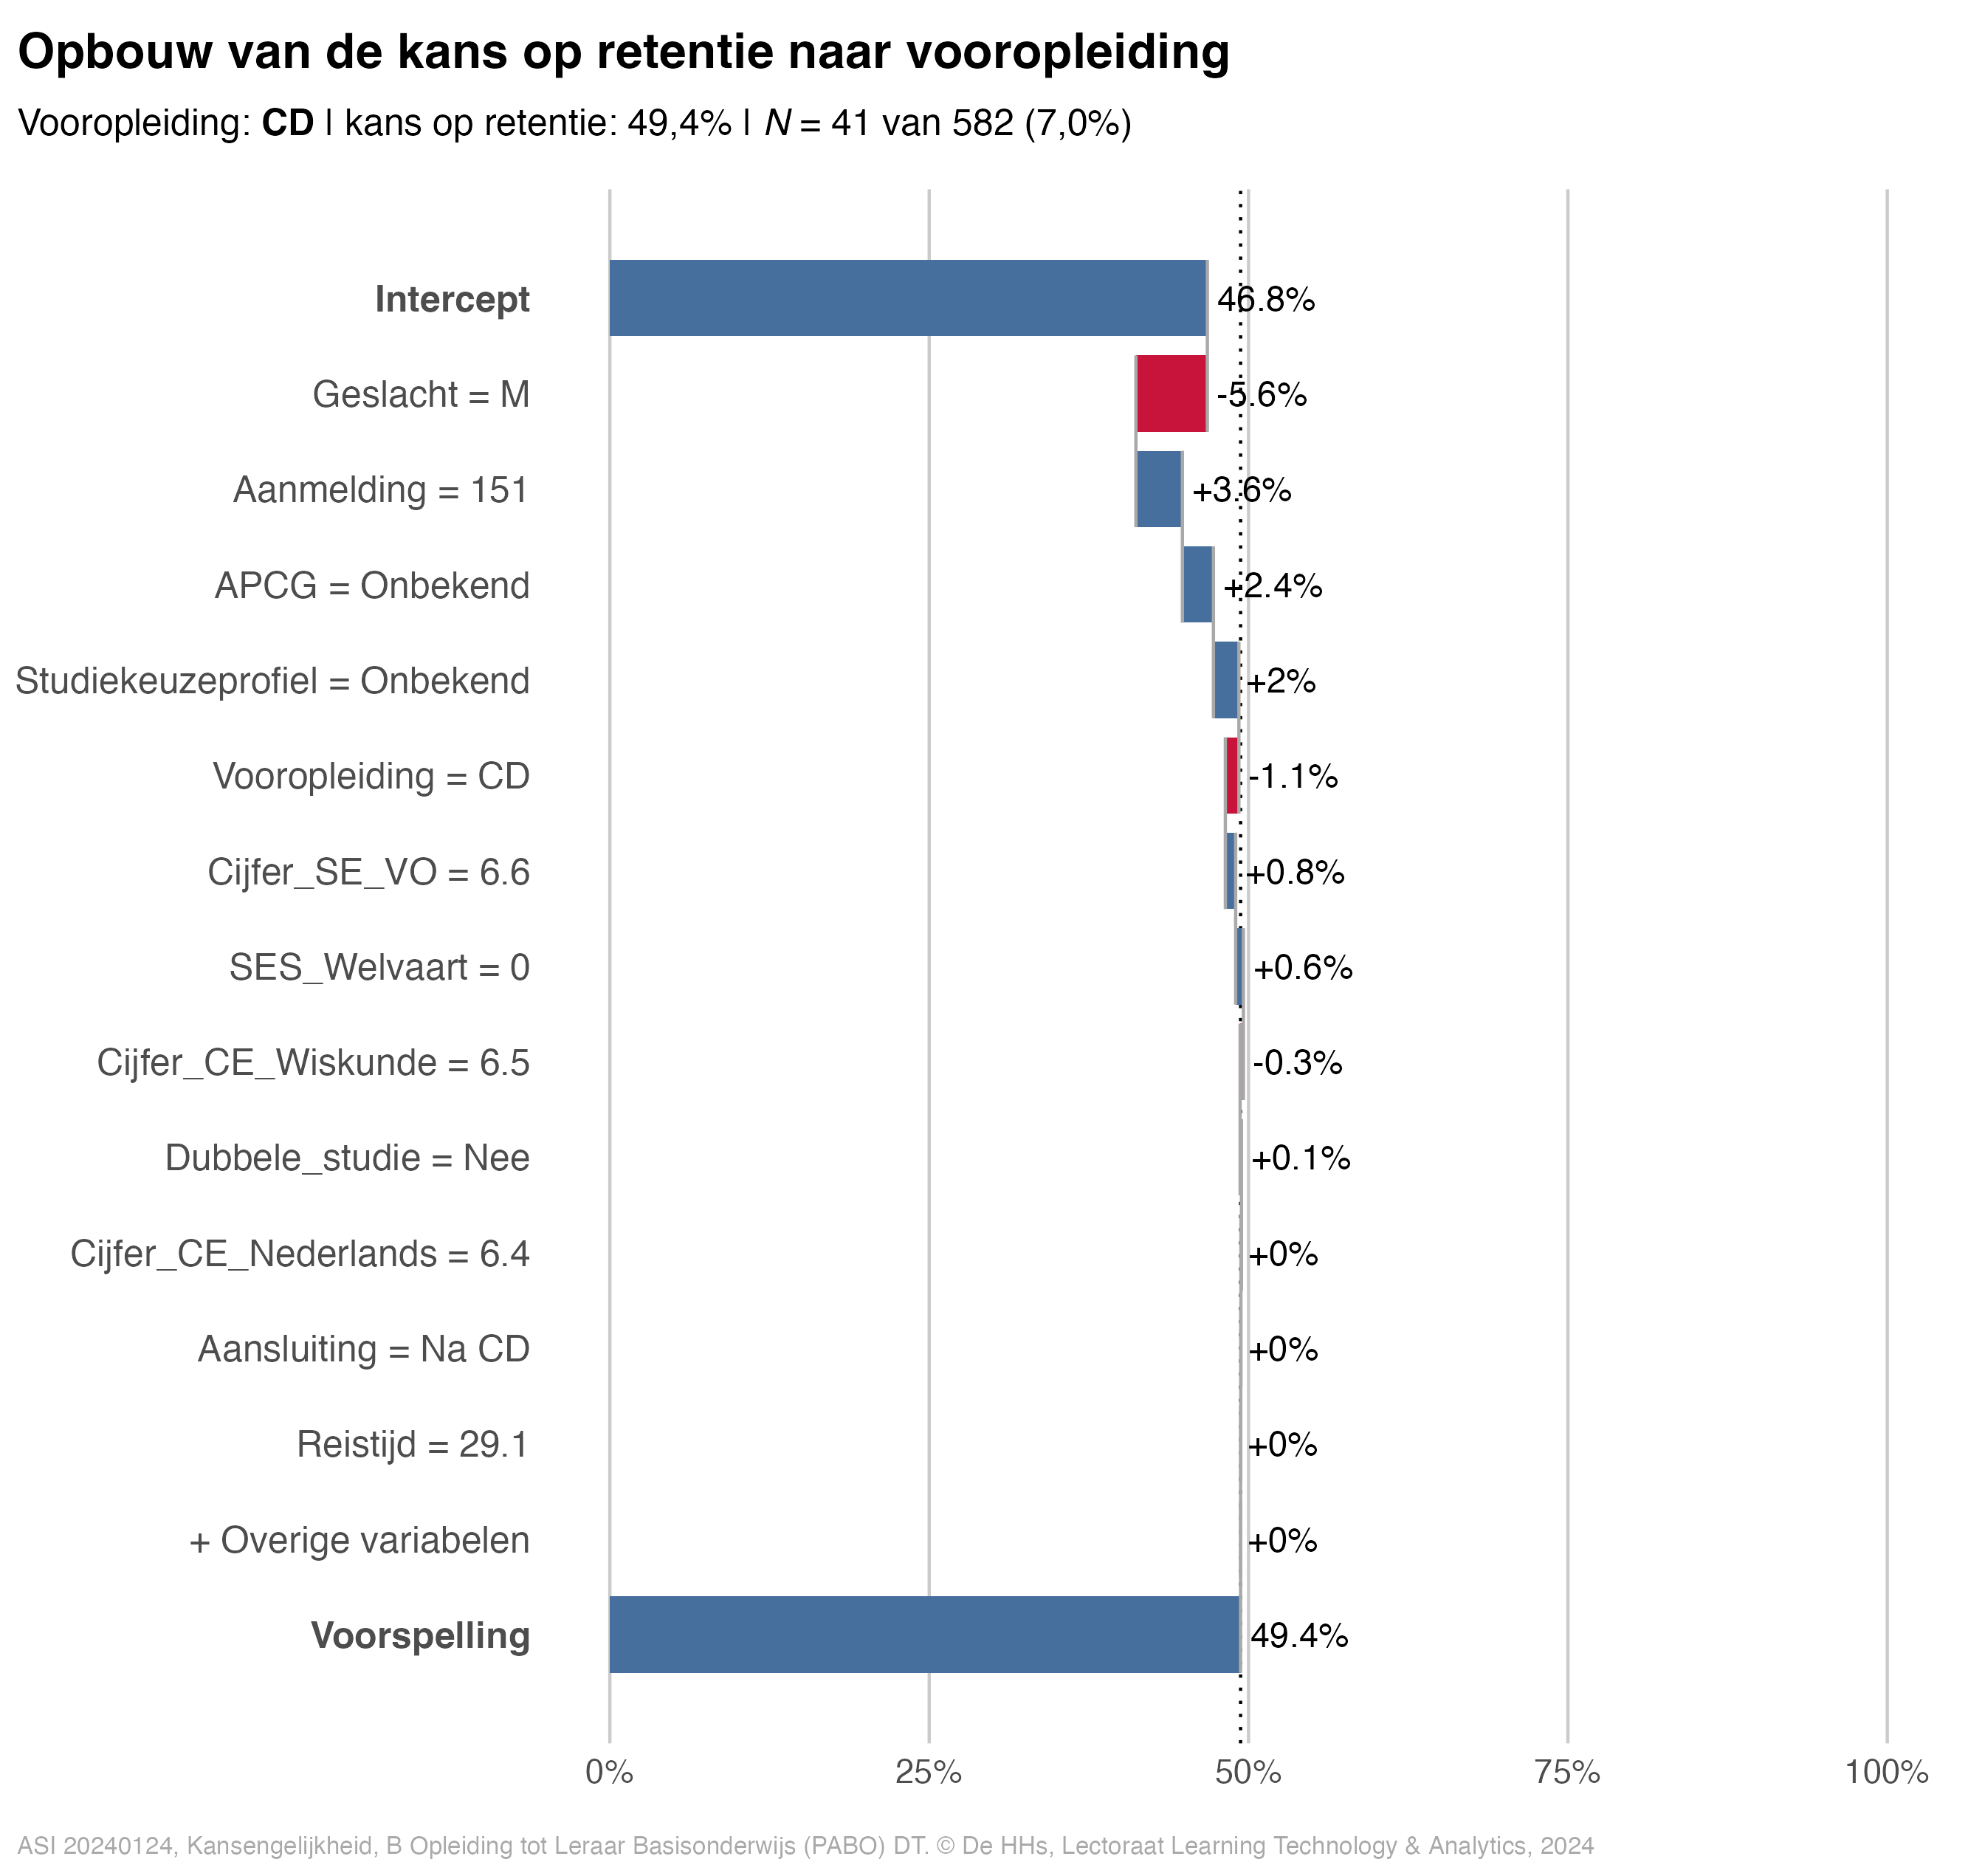 Opbouw van de kans op retentie naar vooropleiding
Vooropleiding: CD | kans op retentie: 49,4% | N = 41 van 582 (7,0%)
Intercept 46.8%
Geslacht = M -5.6%
Aanmelding = 151 +3.6%
APCG = Onbekend +2.4%
Studiekeuzeprofiel = Onbekend +2%
Vooropleiding = CD -1.1%
Cijfer_SE_VO = 6.6 +0.8%
SES_Welvaart = 0 +0.6%
Cijfer_CE_Wiskunde = 6.5 -0.3%
Dubbele_studie = Nee +0.1%
Cijfer_CE_Nederlands = 6.4 +0%
Aansluiting = Na CD +0%
Reistijd = 29.1 +0%
+ Overige variabelen +0%
Voorspelling 49.4%
0% 25% 50% 75% 100%
ASI 20240124, Kansengelijkheid, B Opleiding tot Leraar Basisonderwijs (PABO) DT. © De HHs, Lectoraat Learning Technology & Analytics, 2024